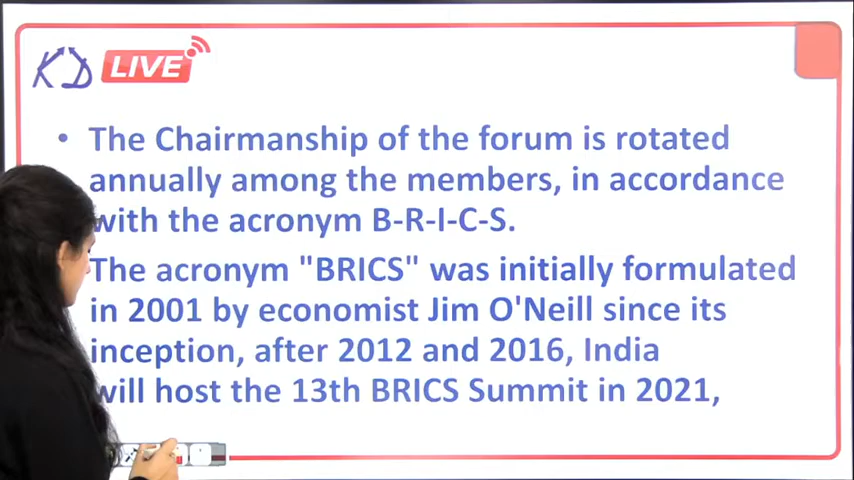 KD LIVE
• The Chairmanship of the forum is rotated
annually among the members, in accordance
with the acronym B-R-I-C-S.
The acronym "BRICS" was initially formulated
in 2001 by economist Jim O'Neill since its
inception, after 2012 and 2016, India
will host the 13th BRICS Summit in 2021,